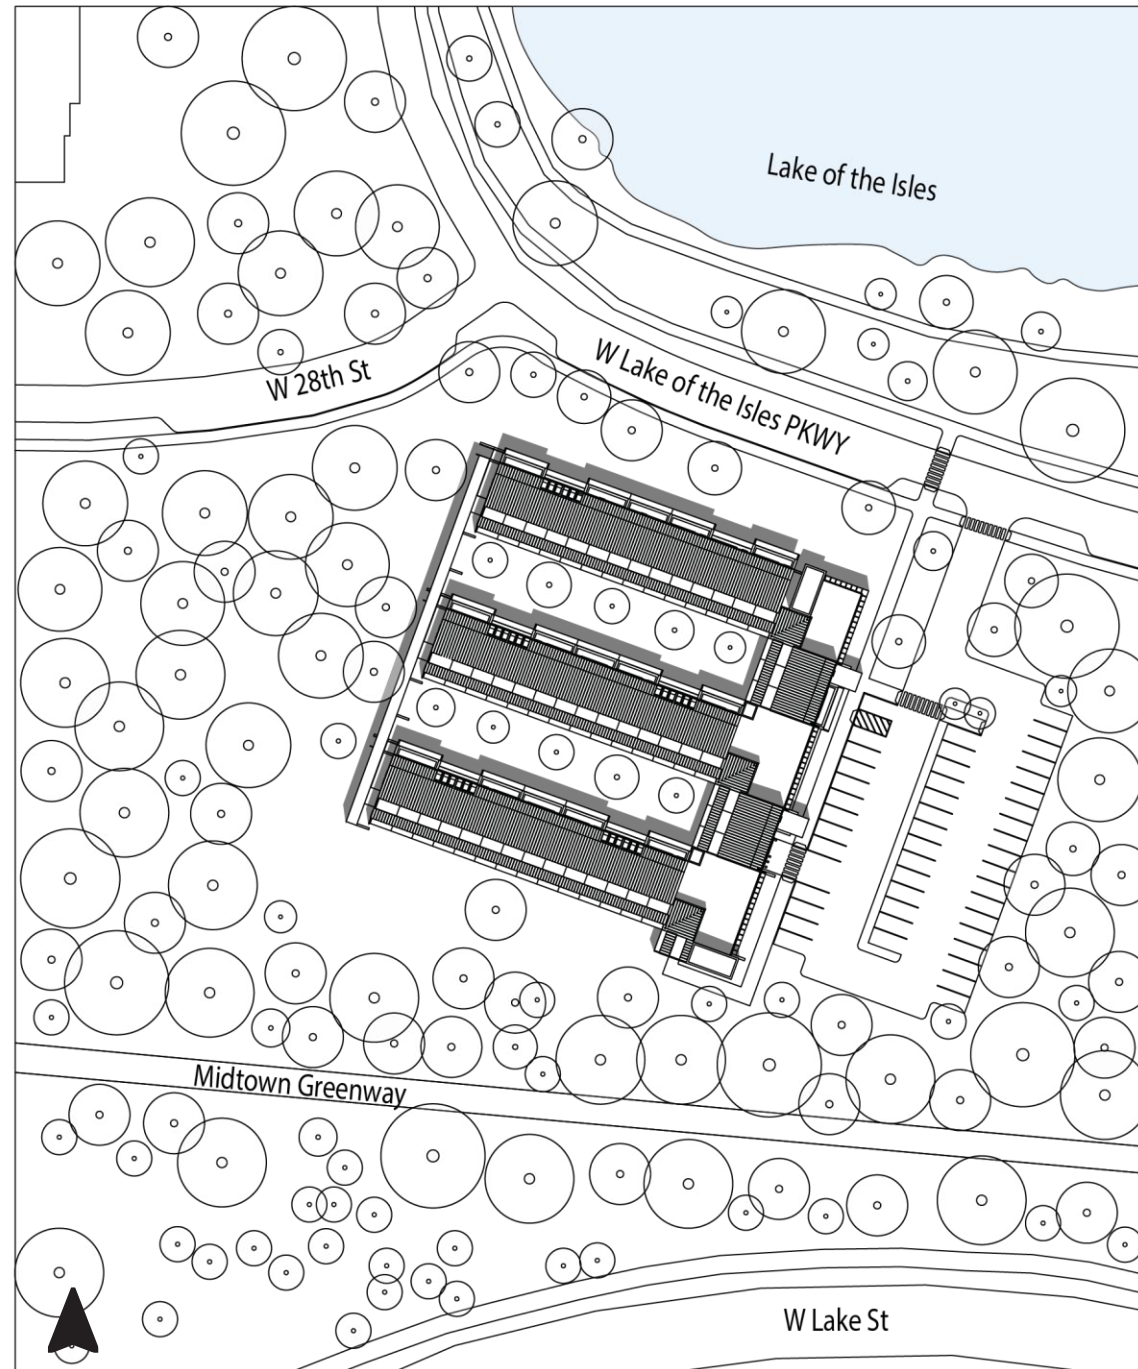 Lake of the Isles
W Lake of the Isles PKWY
W 28th St
Midtown Greenway
W Lake St